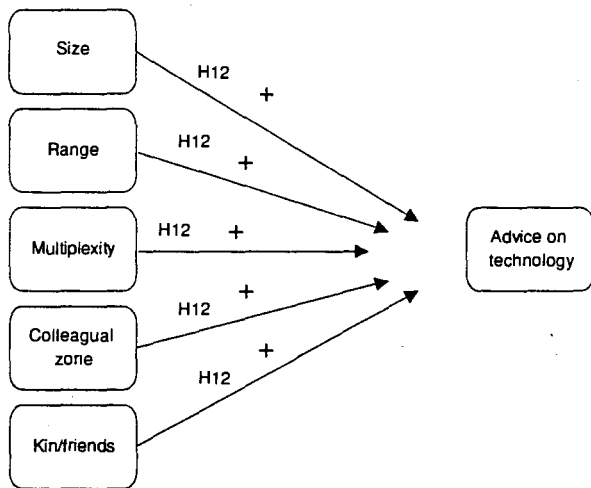 Size
H12
+
Range
H12
+
Multiplexity
H12
+
Advice on
technology
Colleagual
zone
H12
+
Kin/friends
H12
+